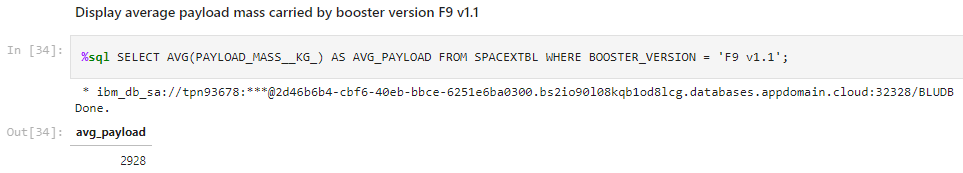 Display average payload mass carried by booster version F9 v1.1
In [34]: %sql SELECT AVG(PAYLOAD_MASS__KG_) AS AVG_PAYLOAD FROM SPACEXTBL WHERE BOOSTER_VERSION = 'F9 v1.1';
* ibm_db_sa://tpn93678:***@2d46b6b4-cbf6-40eb-bbce-6251e6ba0300.bs2io90l08kqb1od8lcg.databases.appdomain.cloud:32328/BLUDB
Done.
Out[34]: avg_payload
2928